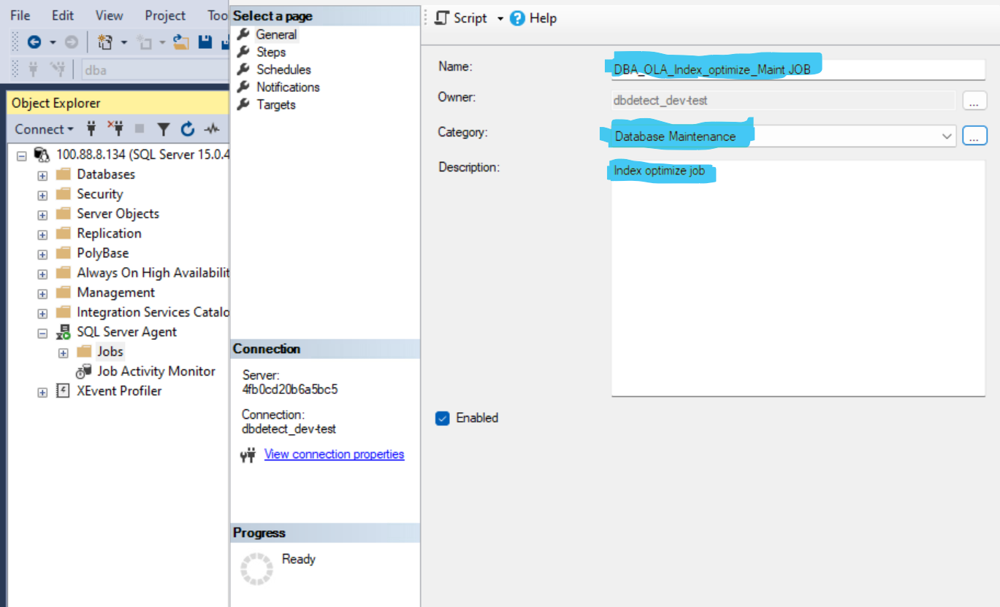 File Edit View Project Too
dba
Object Explorer
Connect
100.88.8.134 (SQL Server 15.0.4
Databases
Security
Server Objects
Replication
PolyBase
Always On High Availabilit
Management
Integration Services Catalo
SQL Server Agent
Jobs
Job Activity Monitor
XEvent Profiler
Select a page
General
Steps
Schedules
Notifications
Targets
Connection
Server:
4fb0cd20b6a5bc5
Connection:
dbdetect_dev-test
View connection properties
Progress
Ready
Script Help
Name: DBA_OLA_Index_optimize_Maint JOB
Owner: dbdetect_dev-test ...
Category: Database Maintenance ...
Description: Index optimize job
Enabled